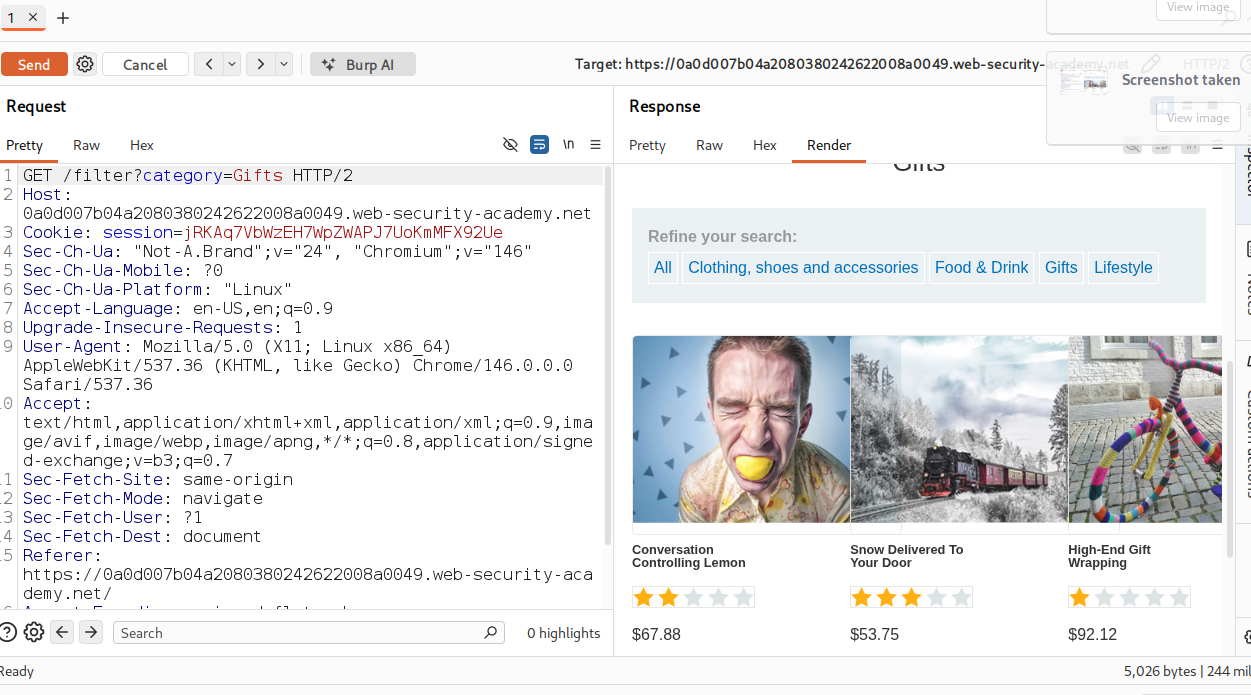 1 × +
View image
Send
Cancel
Burp AI
Target: https://0a0d007b04a2080380242622008a0049.web-security-academy.net
HTTP/2
Screenshot taken
View image
Request
Response
Pretty
Raw
Hex
\n
Pretty
Raw
Hex
Render
1 GET /filter?category=Gifts HTTP/2
2 Host:
0a0d007b04a2080380242622008a0049.web-security-academy.net
3 Cookie: session=jRKAq7VbWzEH7WpZWAPJ7UoKmMFX92Ue
4 Sec-Ch-Ua: "Not-A.Brand";v="24", "Chromium";v="146"
5 Sec-Ch-Ua-Mobile: ?0
6 Sec-Ch-Ua-Platform: "Linux"
7 Accept-Language: en-US,en;q=0.9
8 Upgrade-Insecure-Requests: 1
9 User-Agent: Mozilla/5.0 (X11; Linux x86_64)
AppleWebKit/537.36 (KHTML, like Gecko) Chrome/146.0.0.0
Safari/537.36
0 Accept:
text/html,application/xhtml+xml,application/xml;q=0.9,ima
ge/avif,image/webp,image/apng,*/*;q=0.8,application/signe
d-exchange;v=b3;q=0.7
1 Sec-Fetch-Site: same-origin
2 Sec-Fetch-Mode: navigate
3 Sec-Fetch-User: ?1
4 Sec-Fetch-Dest: document
5 Referer:
https://0a0d007b04a2080380242622008a0049.web-security-aca
demy.net/
Gifts
Refine your search:
All
Clothing, shoes and accessories
Food & Drink
Gifts
Lifestyle
Conversation
Controlling Lemon
Snow Delivered To
Your Door
High-End Gift
Wrapping
$67.88
$53.75
$92.12
Notes
Custom actions
Search
0 highlights
Ready
5,026 bytes | 244 mil